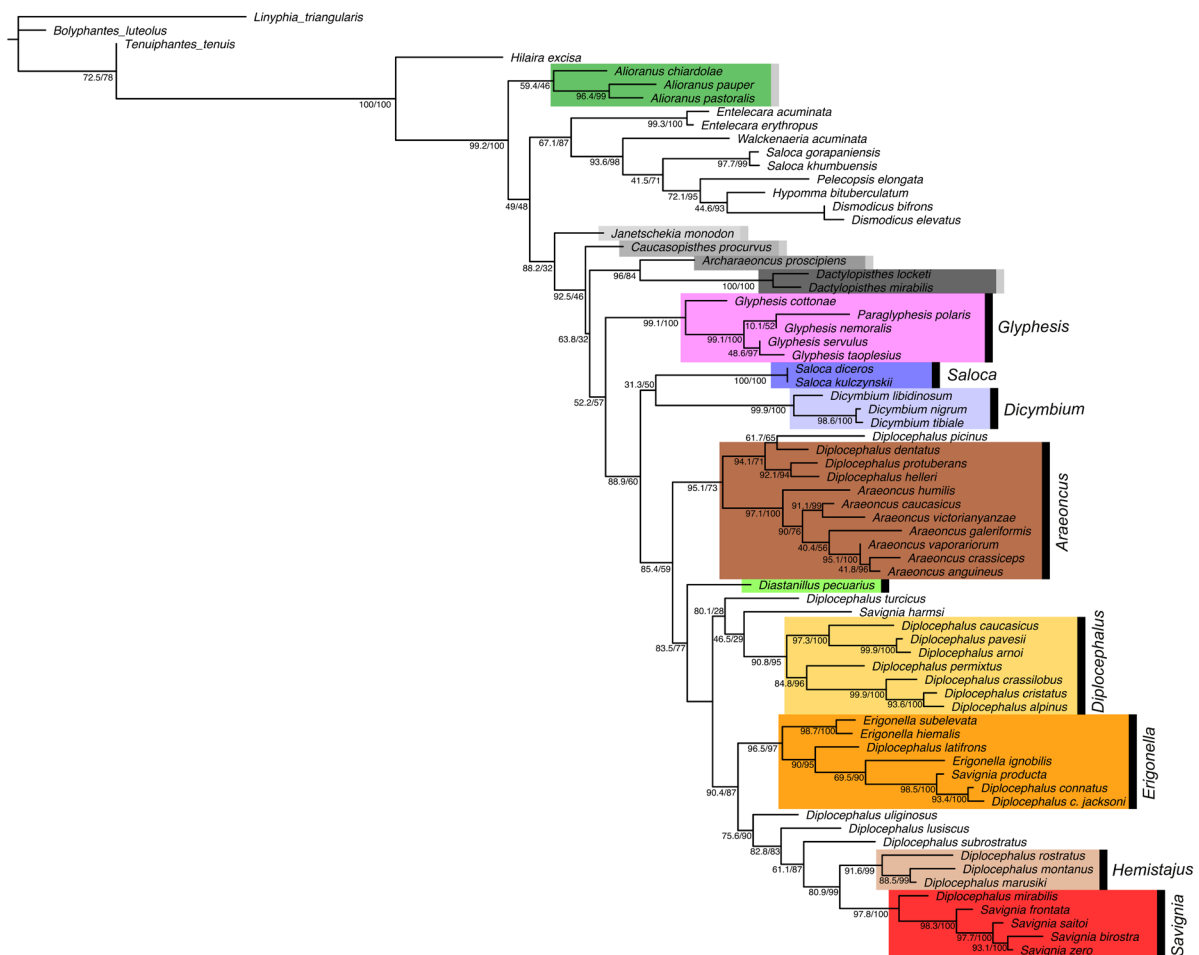 Linyphia_triangularis
Bolyphantes_luteolus
Tenuiphantes_tenuis
72.5/78
Hilaira excisa
100/100
Alioranus chiardolae
59.4/46
Alioranus pauper
96.4/99
Alioranus pastoralis
Entelecara acuminata
99.3/100
Entelecara erythropus
99.2/100
67.1/87
Walckenaeria acuminata
Saloca gorapaniensis
93.6/98
97.7/99
Saloca khumbuensis
41.5/71
Pelecopsis elongata
72.1/95
Hypomma bituberculatum
49/48
44.6/93
Dismodicus bifrons
Dismodicus elevatus
Janetschekia monodon
Caucasopisthes procurvus
88.2/32
Archaraeoncus proscipiens
96/84
Dactylopisthes locketi
100/100
Dactylopisthes mirabilis
92.5/46
Glyphesis cottonae
Paraglyphesis polaris
99.1/100
10.1/52
Glyphesis nemoralis
Glyphesis
63.8/32
99.1/100
Glyphesis servulus
48.6/97
Glyphesis taoplesius
Saloca diceros
Saloca
100/100
Saloca kulczynskii
31.3/50
Dicymbium libidinosum
52.2/57
99.9/100
Dicymbium nigrum
Dicymbium
98.6/100
Dicymbium tibiale
61.7/65
Diplocephalus picinus
Diplocephalus dentatus
94.1/71
Diplocephalus protuberans
92.1/94
Diplocephalus helleri
88.9/60
95.1/73
Araeoncus humilis
Araeoncus caucasicus
91.1/99
97.1/100
Araeoncus victorianyanzae
90/76
Araeoncus galeriformis
40.4/56
Araeoncus vaporariorum
95.1/100
Araeoncus crassiceps
41.8/96
Araeoncus anguineus
Araeoncus
85.4/59
Diastanillus pecuarius
Diplocephalus turcicus
80.1/28
Savignia harmsi
46.5/29
Diplocephalus caucasicus
97.3/100
Diplocephalus pavesii
83.5/77
99.9/100
Diplocephalus arnoi
90.8/95
Diplocephalus permixtus
84.8/96
Diplocephalus crassilobus
99.9/100
Diplocephalus cristatus
93.6/100
Diplocephalus alpinus
Diplocephalus
Erigonella subelevata
98.7/100
Erigonella hiemalis
96.5/97
Diplocephalus latifrons
90/95
Erigonella ignobilis
69.5/90
Savignia producta
98.5/100
Diplocephalus connatus
93.4/100
Diplocephalus c. jacksoni
Erigonella
90.4/87
Diplocephalus uliginosus
75.6/90
Diplocephalus lusiscus
82.8/83
Diplocephalus subrostratus
61.1/87
Diplocephalus rostratus
91.6/99
Diplocephalus montanus
Hemistajus
88.5/99
Diplocephalus marusiki
80.9/99
Diplocephalus mirabilis
97.8/100
Savignia frontata
98.3/100
Savignia saitoi
97.7/100
Savignia birostra
93.1/100
Savignia zero
Savignia